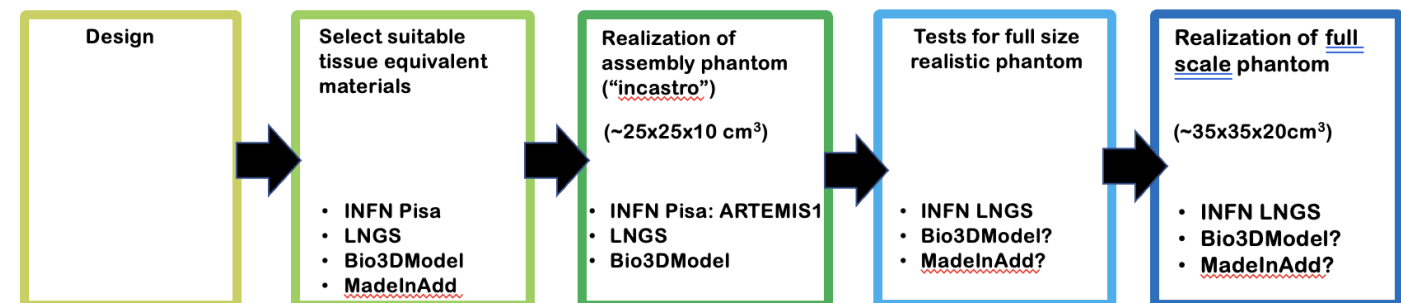 Design
Select suitable
tissue equivalent
materials
• INFN Pisa
• LNGS
• Bio3DModel
• MadeInAdd
Realization of
assembly phantom
(“incastro”)
(~25x25x10 cm³)
• INFN Pisa: ARTEMIS1
• LNGS
• Bio3DModel
Tests for full size
realistic phantom
• INFN LNGS
• Bio3DModel?
• MadeInAdd?
Realization of full
scale phantom
(~35x35x20cm³)
• INFN LNGS
• Bio3DModel?
• MadeInAdd?